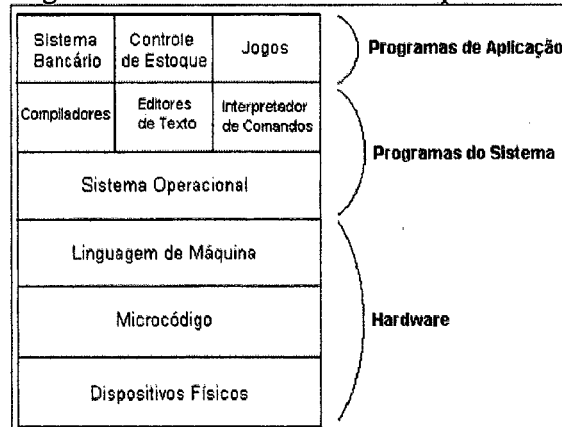 Sistema
Bancário
Controle
de Estoque
Jogos
Programas de Aplicação
Compiladores
Editores
de Texto
Interpretador
de Comandos
Programas do Sistema
Sistema Operacional
Linguagem de Máquina
Microcódigo
Hardware
Dispositivos Físicos